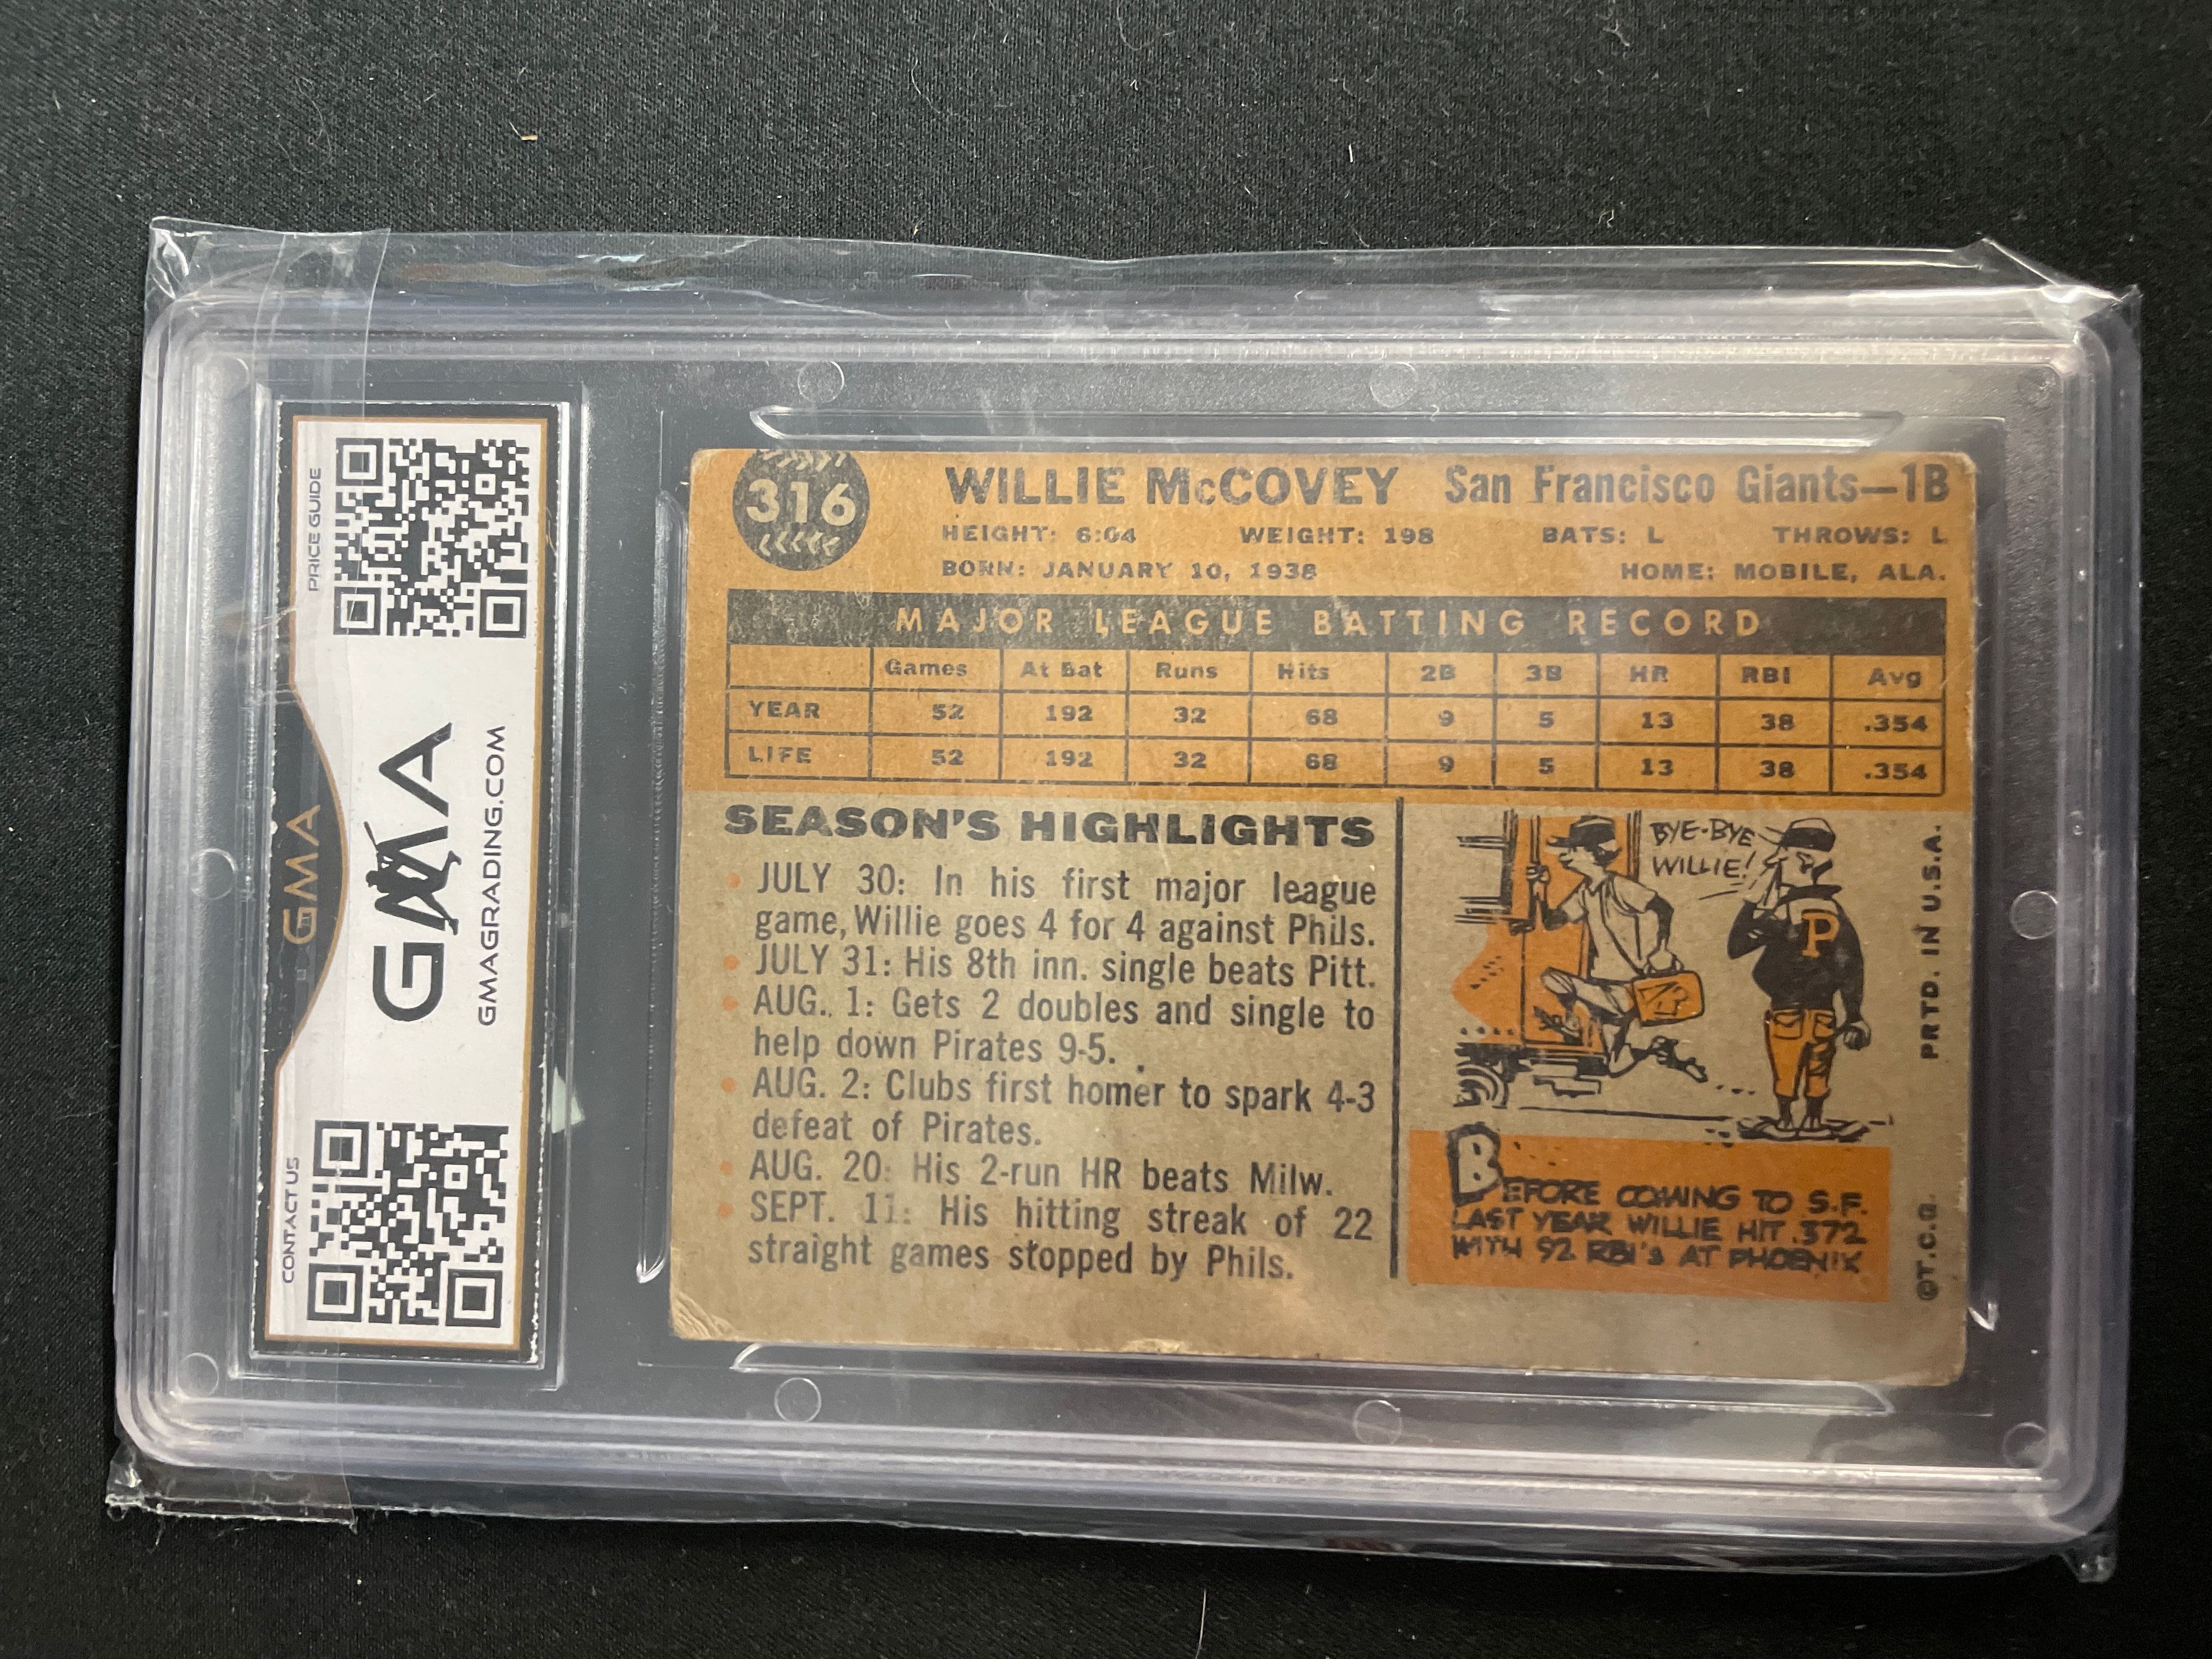 PRICE GUIDE
GMA
GMA
GMAGRADING.COM
CONTACT US
316
WILLIE McCOVEY San Francisco Giants—1B
HEIGHT: 6:04 WEIGHT: 198 BATS: L THROWS: L
BORN: JANUARY 10, 1938 HOME: MOBILE, ALA.
MAJOR LEAGUE BATTING RECORD
Games At Bat Runs Hits 2B 3B HR RBI Avg
YEAR 52 192 32 68 9 5 13 38 .354
LIFE 52 192 32 68 9 5 13 38 .354
SEASON'S HIGHLIGHTS
• JULY 30: In his first major league
game, Willie goes 4 for 4 against Phils.
• JULY 31: His 8th inn. single beats Pitt.
• AUG. 1: Gets 2 doubles and single to
help down Pirates 9-5.
• AUG. 2: Clubs first homer to spark 4-3
defeat of Pirates.
• AUG. 20: His 2-run HR beats Milw.
• SEPT. 11: His hitting streak of 22
straight games stopped by Phils.
BYE-BYE
WILLIE!
P
BEFORE COMING TO S.F.
LAST YEAR WILLIE HIT .372
WITH 92 RBI'S AT PHOENIX
©T.C.G. PRTD. IN U.S.A.